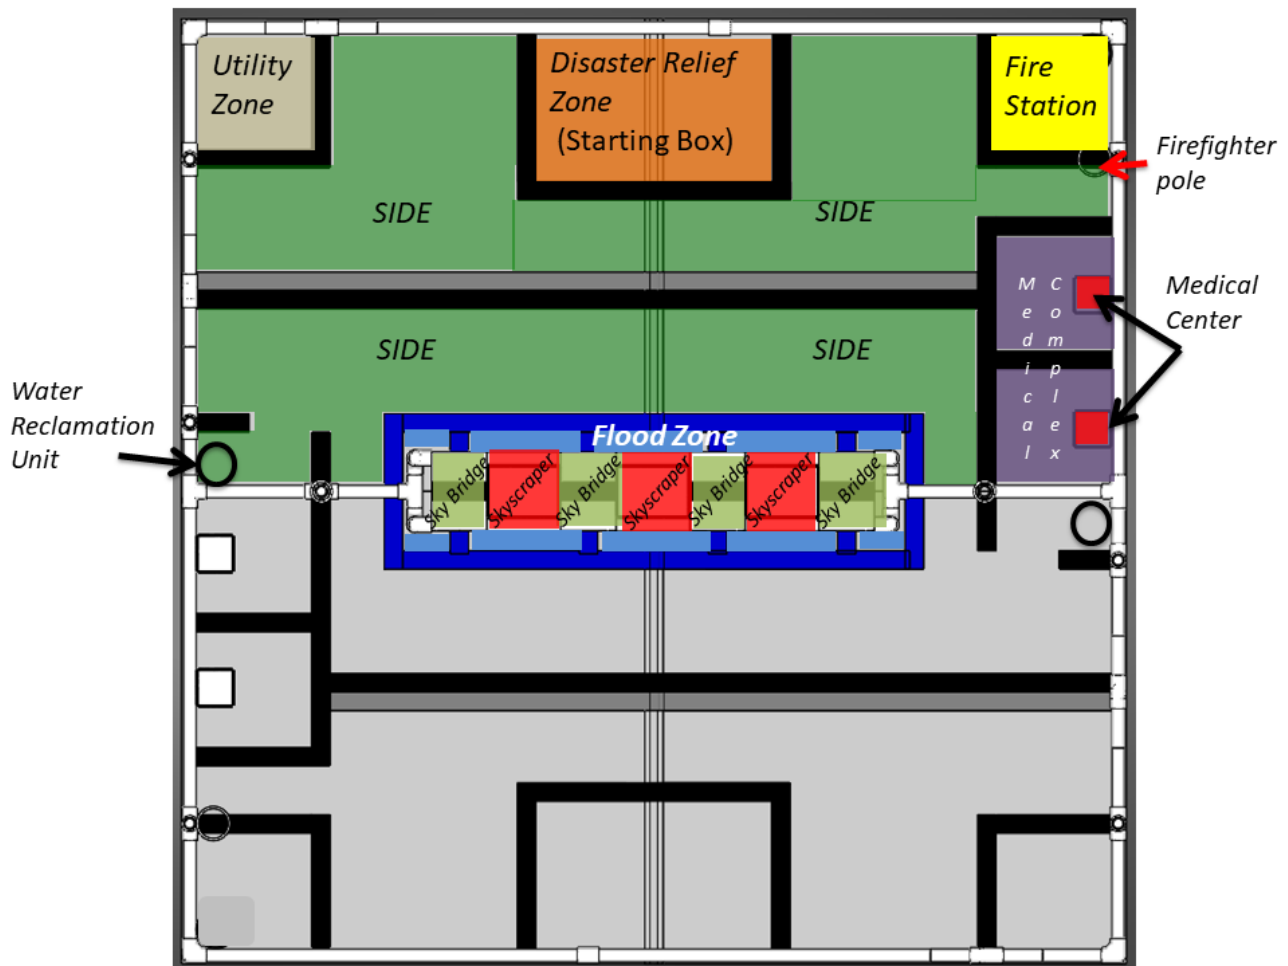 Utility
Zone
Disaster Relief
Zone
(Starting Box)
Fire
Station
Firefighter
pole
SIDE
SIDE
Medical
Complex
Medical
Center
SIDE
SIDE
Water
Reclamation
Unit
Flood Zone
Sky Bridge
Skyscraper
Sky Bridge
Skyscraper
Sky Bridge
Skyscraper
Sky Bridge